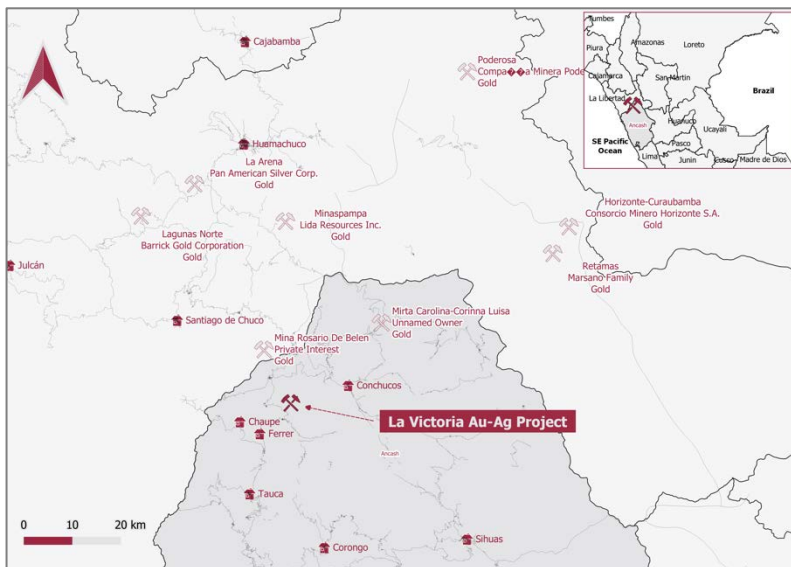 Cajabamba
Poderosa
Compa��a Minera Pode
Gold
Huamachuco
La Arena
Pan American Silver Corp.
Gold
Minaspampa
Lida Resources Inc.
Gold
Lagunas Norte
Barrick Gold Corporation
Gold
Horizonte-Curaubamba
Consorcio Minero Horizonte S.A.
Gold
Retamas
Marsano Family
Gold
Julcán
Santiago de Chuco
Mirta Carolina-Corinna Luisa
Unnamed Owner
Gold
Mina Rosario De Belen
Private Interest
Gold
Conchucos
La Victoria Au-Ag Project
Chaupe
Ferrer
Ancash
Tauca
Corongo
Sihuas
0 10 20 km
Tumbes
Piura
Amazonas
Loreto
Cajamarca
San Martin
La Libertad
Brazil
Ancash
Huanuco
Ucayali
Pasco
SE Pacific
Ocean
Lima
Junin
Cusco
Madre de Dios